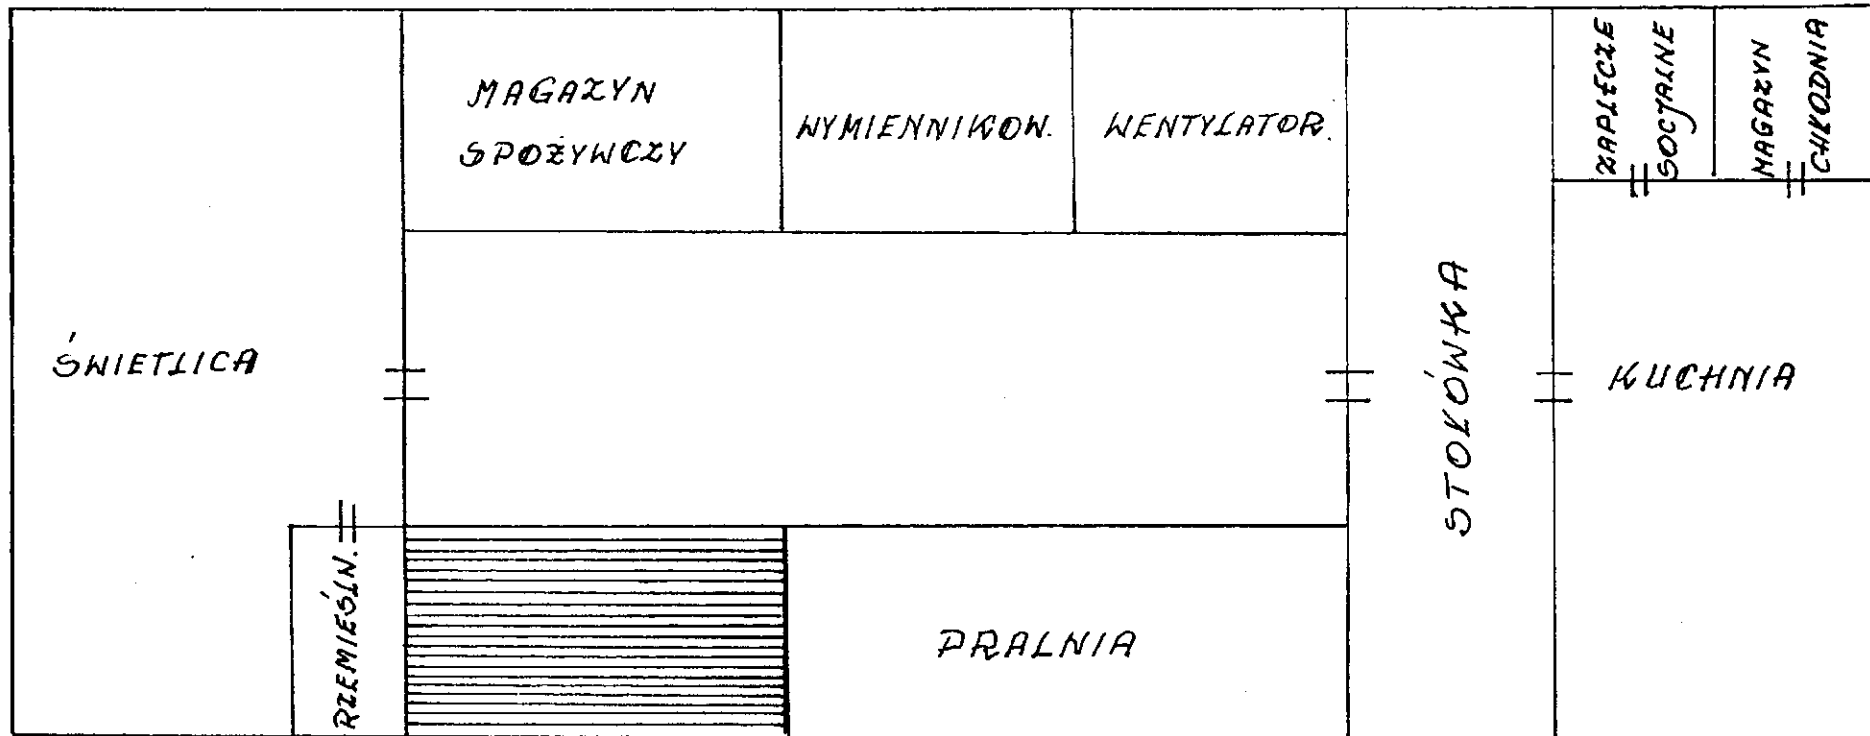 ŚWIETLICA
MAGAZYN
SPOŻYWCZY
WYMIENNIKOW.
WENTYLATOR.
ZAPLECZE
SOCJALNE
MAGAZYN
CHŁODNIA
STOŁÓWKA
KUCHNIA
RZEMIEŚLN.
PRALNIA